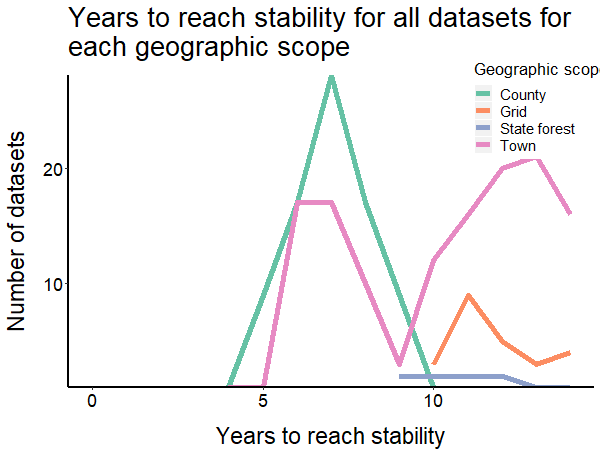 Years to reach stability for all datasets for
each geographic scope
Geographic scope
County
Grid
State forest
Town
Number of datasets
20
10
0
5
10
Years to reach stability